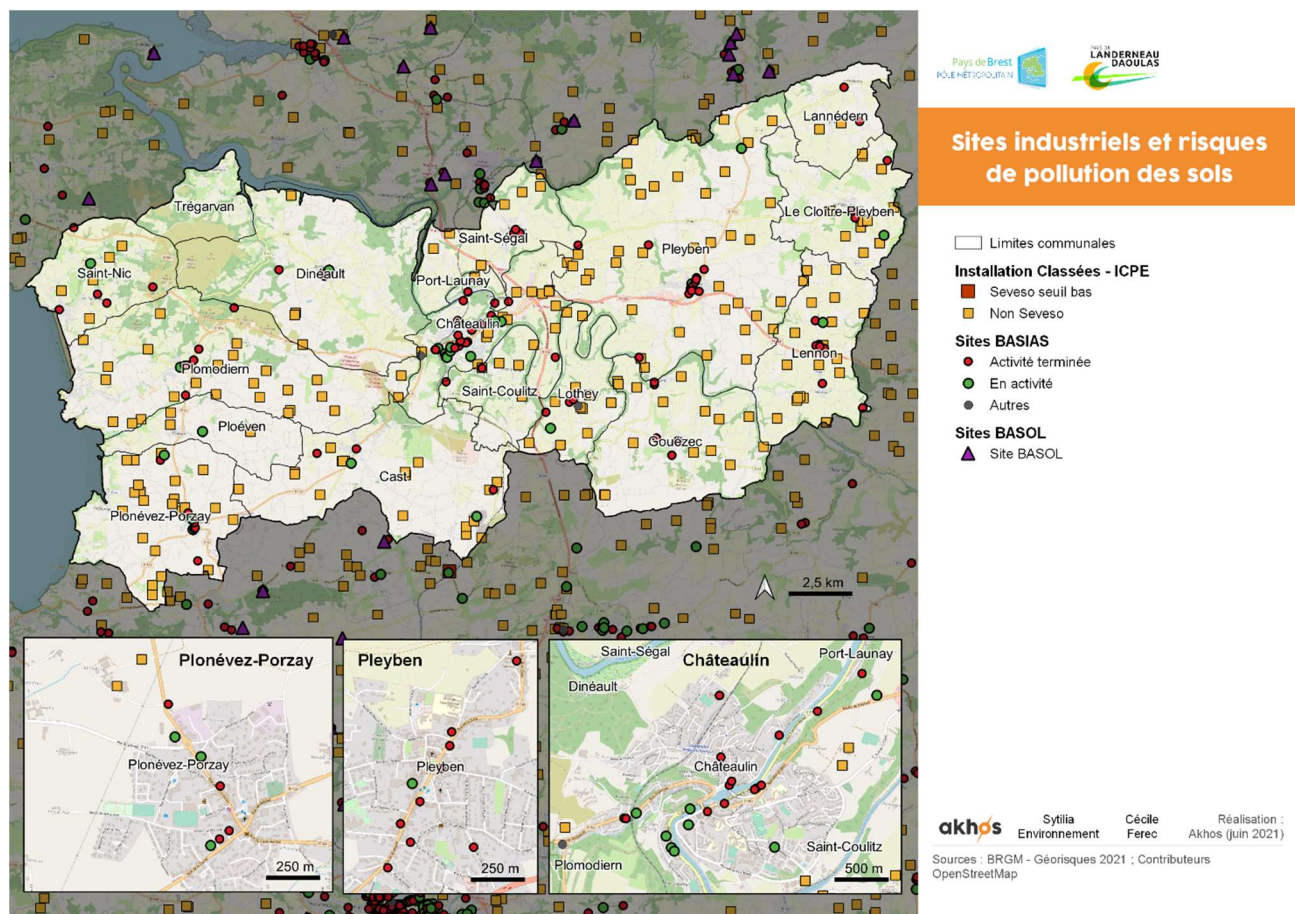 Pays de Brest
PÔLE MÉTROPOLITAIN
PAYS DE
LANDERNEAU
DAOULAS
Sites industriels et risques
de pollution des sols
Limites communales
Installation Classées - ICPE
Seveso seuil bas
Non Seveso
Sites BASIAS
Activité terminée
En activité
Autres
Sites BASOL
Site BASOL
Lannédern
Trégarvan
Le Cloître-Pleyben
Saint-Ségal
Pleyben
Saint-Nic
Dinéault
Port-Launay
Châteaulin
Lennon
Plomodiern
Saint-Coulitz
Lothey
Ploéven
Gouézec
Cast
Plonévez-Porzay
2,5 km
Plonévez-Porzay
Plonévez-Porzay
250 m
Pleyben
Pleyben
250 m
Saint-Ségal
Châteaulin
Port-Launay
Dinéault
Châteaulin
Saint-Coulitz
Plomodiern
500 m
akhos
Sytilia
Environnement
Cécile
Ferec
Réalisation :
Akhos (juin 2021)
Sources : BRGM - Géorisques 2021 ; Contributeurs
OpenStreetMap